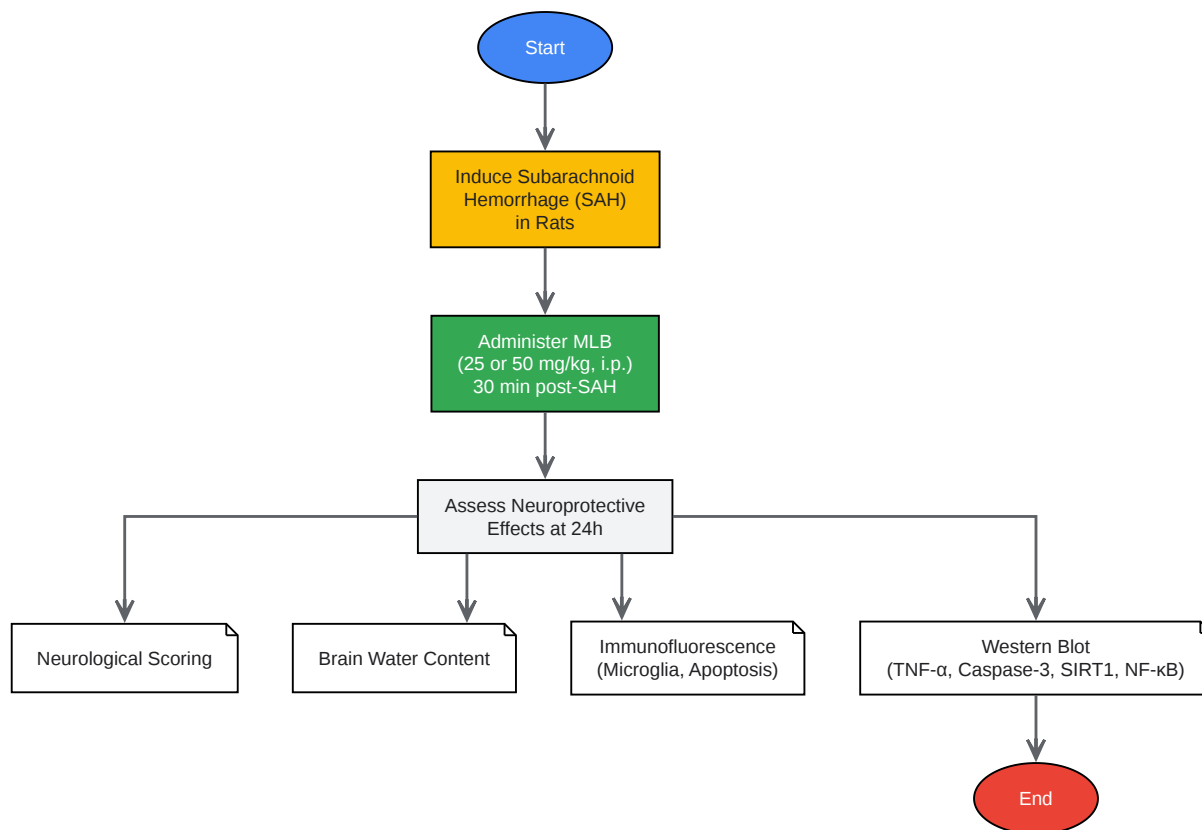 Start
Induce Subarachnoid
Hemorrhage (SAH)
in Rats
Administer MLB
(25 or 50 mg/kg, i.p.)
30 min post-SAH
Assess Neuroprotective
Effects at 24h
Neurological Scoring
Brain Water Content
Immunofluorescence
(Microglia, Apoptosis)
Western Blot
(TNF-α, Caspase-3, SIRT1, NF-κB)
End